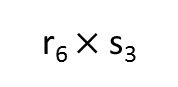 r₆ × s₃